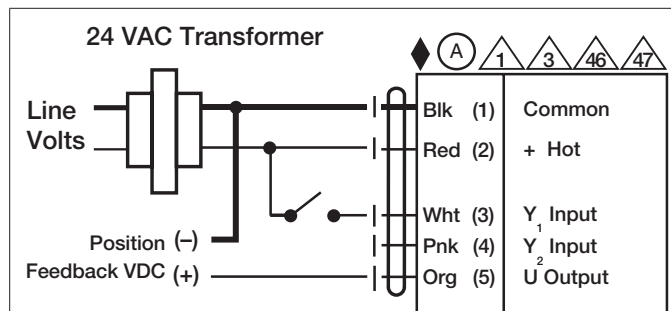 24 VAC Transformer
A 1 3 46 47
Line
Volts
Blk (1) Common
Red (2) + Hot
Wht (3) Y1 Input
Position (–) Pnk (4) Y2 Input
Feedback VDC (+) Org (5) U Output